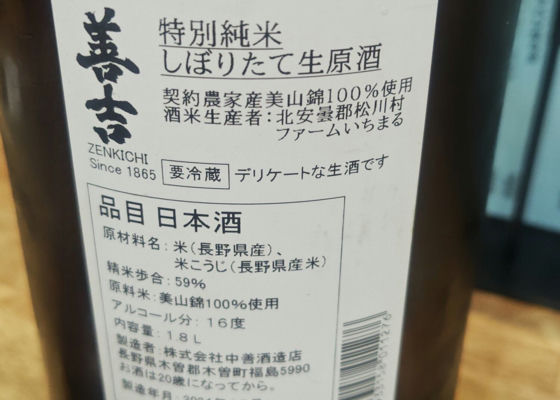 善吉
ZENKICHI
Since 1865
特別純米
しぼりたて生原酒
契約農家産美山錦100%使用
酒米生産者：北安曇郡松川村
ファームいちまる
要冷蔵 デリケートな生酒です
品目 日本酒
原材料名：米（長野県産）、
米こうじ（長野県産米）
精米歩合：59%
原料米：美山錦100%使用
アルコール分：16度
内容量：1.8L
製造者：株式会社中善酒造店
長野県木曽郡木曽町福島5990
お酒は20歳になってから。
製造年月